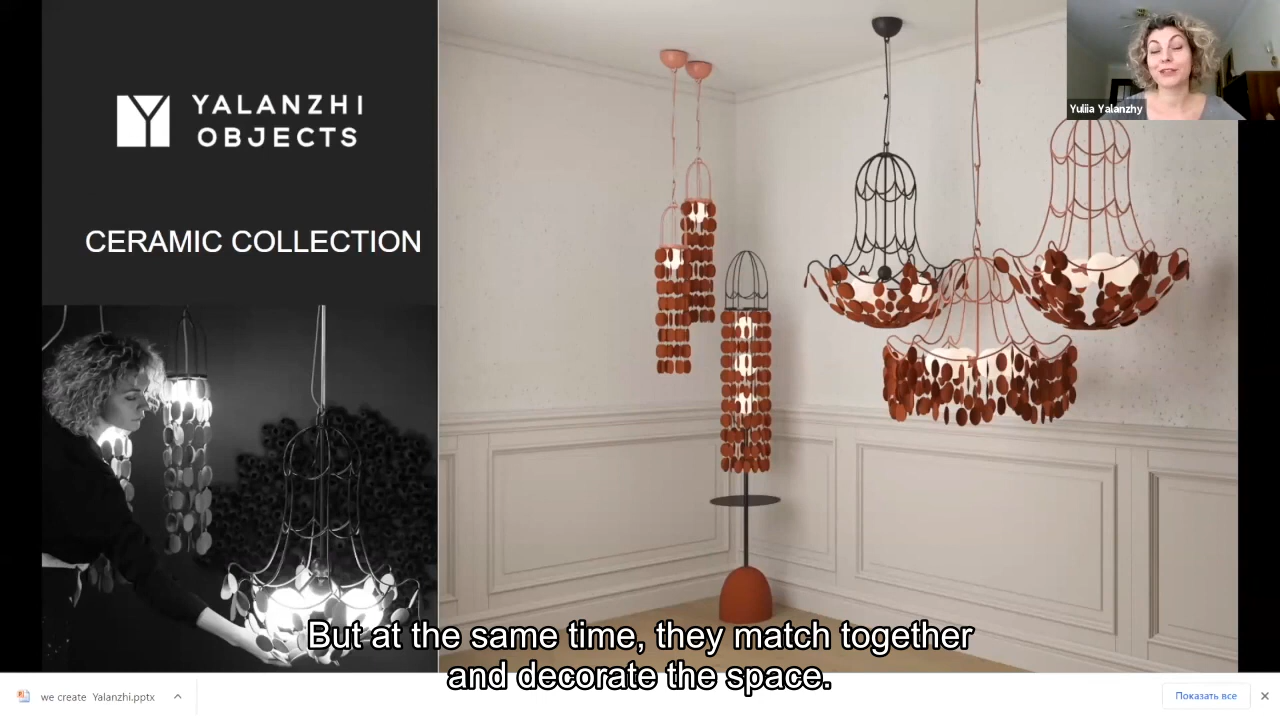 YALANZHI
OBJECTS
CERAMIC COLLECTION
Yuliia Yalanzhy
But at the same time, they match together
and decorate the space.
we create Yalanzhi.pptx
Показать все